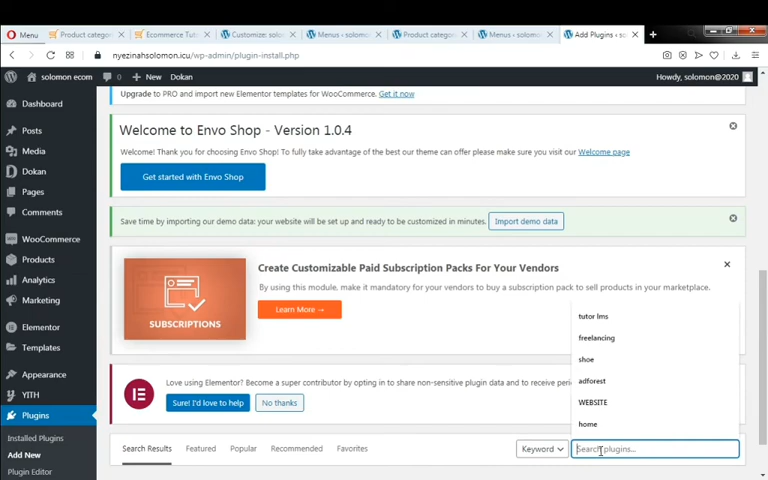 Menu
Product categor
Ecommerce Tut
Customize: solo
Menus ‹ solomo
Product categor
Menus ‹ solomo
Add Plugins ‹ s
nyezinahsolomon.icu/wp-admin/plugin-install.php
solomon ecom 0 New Dokan Howdy, solomon@2020
Dashboard
Posts
Media
Dokan
Pages
Comments
WooCommerce
Products
Analytics
Marketing
Elementor
Templates
Appearance
YITH
Plugins
Installed Plugins
Add New
Plugin Editor
Upgrade to PRO and import new Elementor templates for WooCommerce. Get it now
Welcome to Envo Shop - Version 1.0.4
Welcome! Thank you for choosing Envo Shop! To fully take advantage of the best our theme can offer please make sure you visit our Welcome page
Get started with Envo Shop
Save time by importing our demo data: your website will be set up and ready to be customized in minutes. Import demo data
SUBSCRIPTIONS
Create Customizable Paid Subscription Packs For Your Vendors
By using this module, make it mandatory for your vendors to buy a subscription pack to sell products in your marketplace.
Learn More →
Love using Elementor? Become a super contributor by opting in to share non-sensitive plugin data and to receive perio
Sure! I'd love to help No thanks
tutor lms
freelancing
shoe
adforest
WEBSITE
home
Search Results Featured Popular Recommended Favorites Keyword Search plugins...